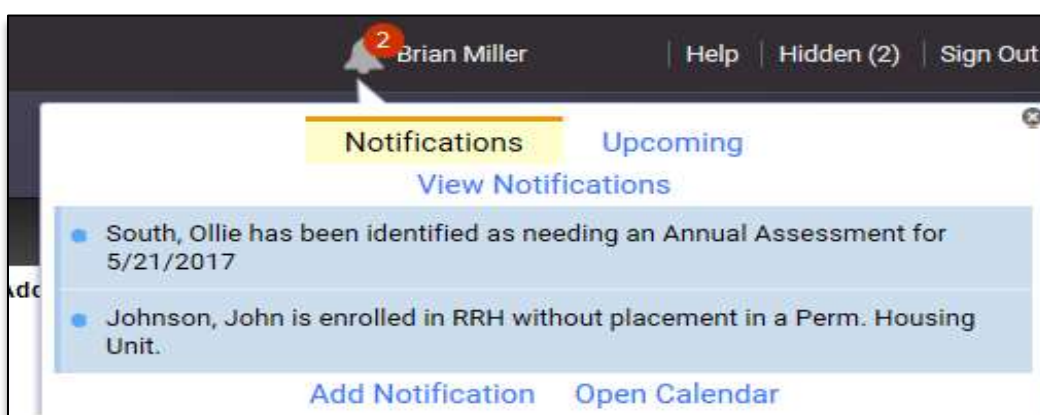 2 Brian Miller | Help | Hidden (2) | Sign Out
Notifications Upcoming
View Notifications
South, Ollie has been identified as needing an Annual Assessment for
5/21/2017
Johnson, John is enrolled in RRH without placement in a Perm. Housing
Unit.
Add Notification Open Calendar